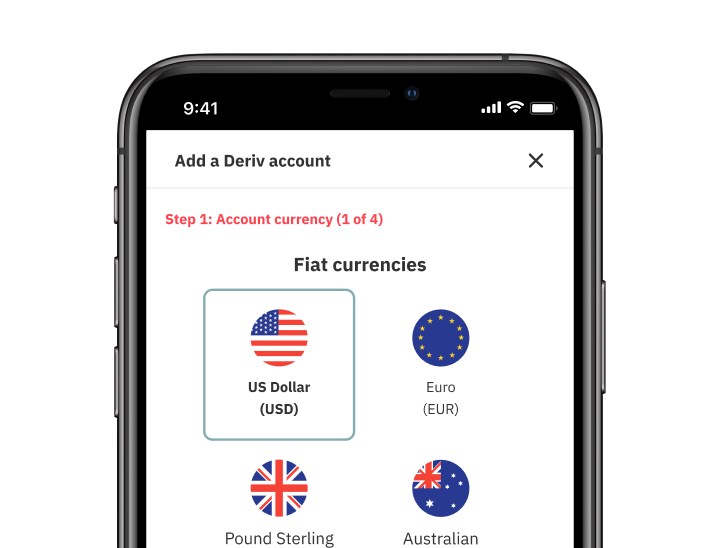 9:41
Add a Deriv account
Step 1: Account currency (1 of 4)
Fiat currencies
US Dollar
(USD)
Euro
(EUR)
Pound Sterling
Australian